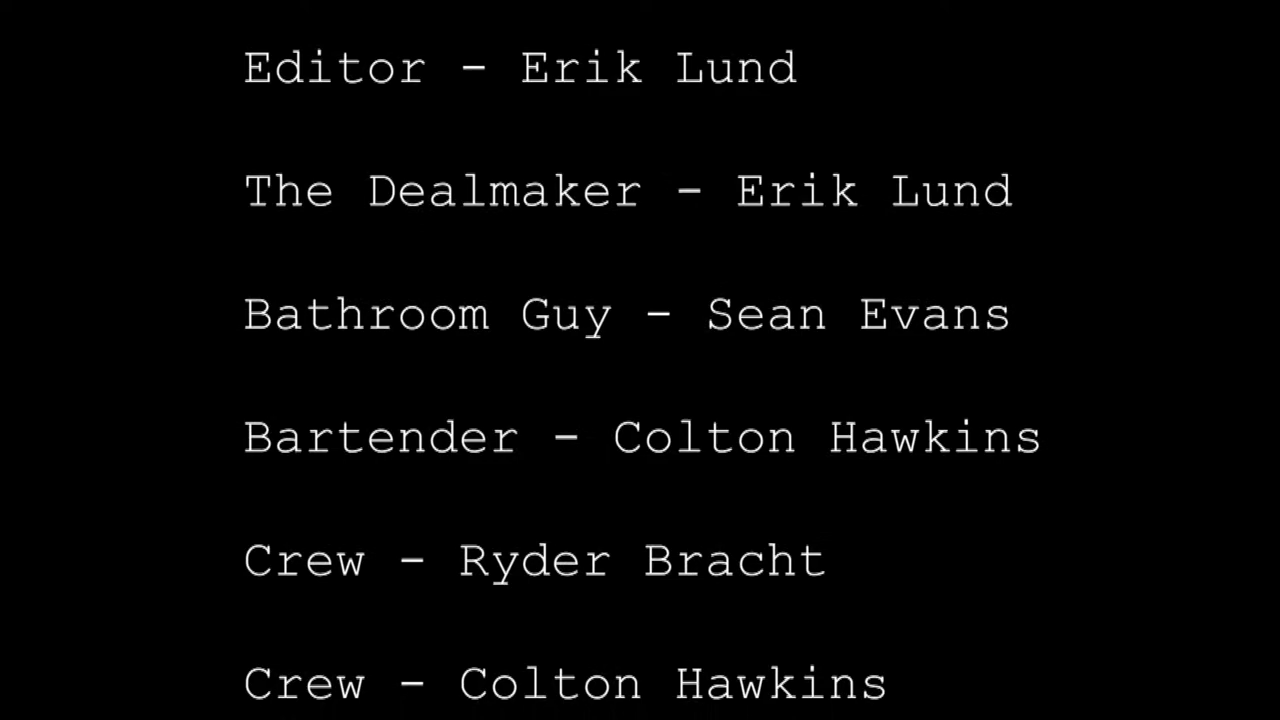 Editor - Erik Lund
The Dealmaker - Erik Lund
Bathroom Guy - Sean Evans
Bartender - Colton Hawkins
Crew - Ryder Bracht
Crew - Colton Hawkins